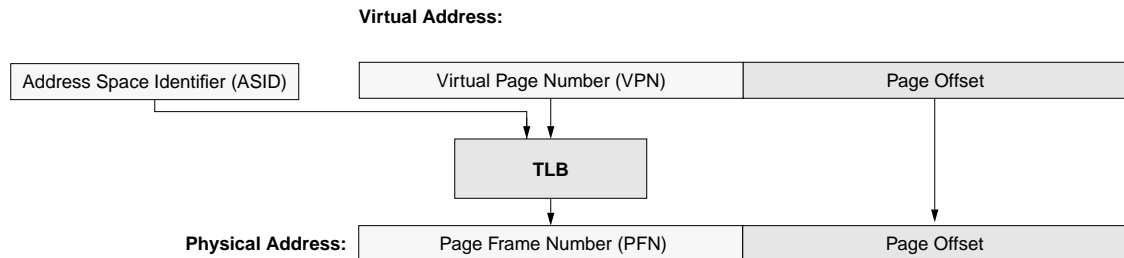 Virtual Address:
Address Space Identifier (ASID)
Virtual Page Number (VPN)
Page Offset
TLB
Physical Address:
Page Frame Number (PFN)
Page Offset